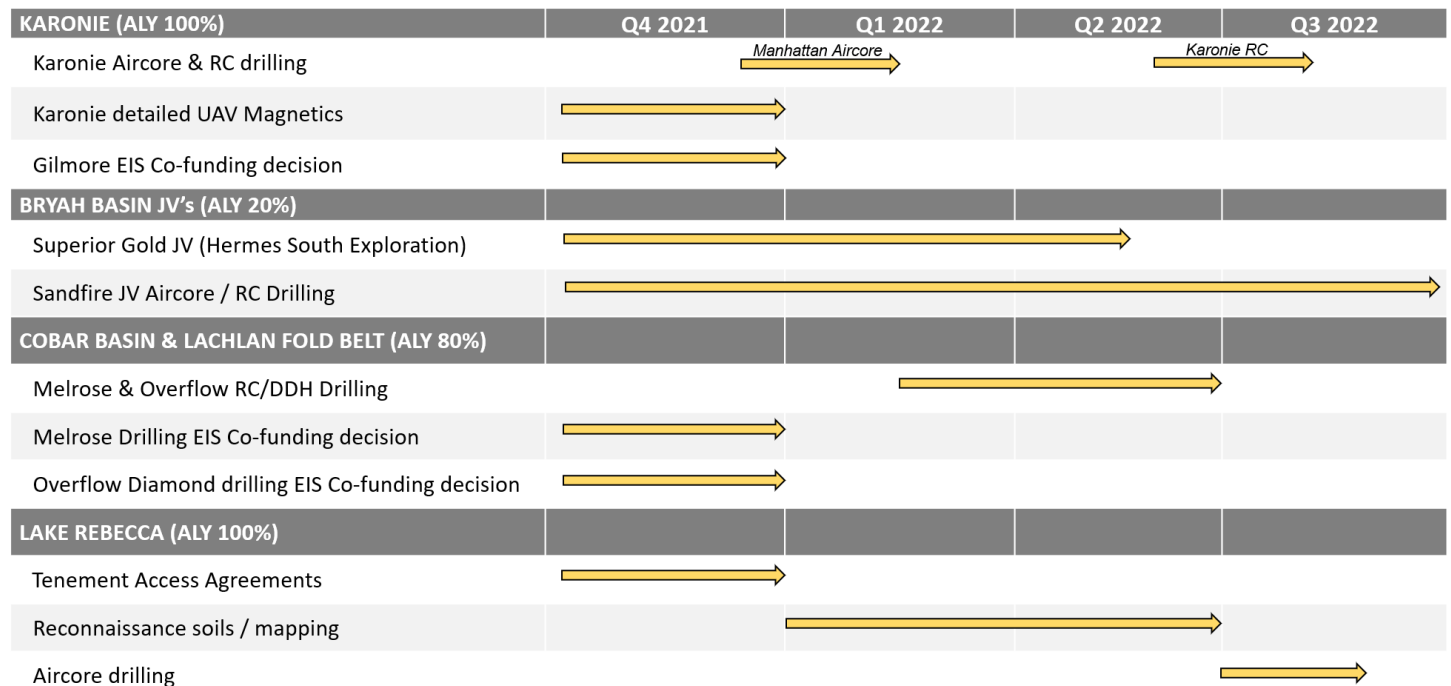 KARONIE (ALY 100%) Q4 2021 Q1 2022 Q2 2022 Q3 2022
Manhattan Aircore Karonie RC
Karonie Aircore & RC drilling
Karonie detailed UAV Magnetics
Gilmore EIS Co-funding decision
BRYAH BASIN JV’s (ALY 20%)
Superior Gold JV (Hermes South Exploration)
Sandfire JV Aircore / RC Drilling
COBAR BASIN & LACHLAN FOLD BELT (ALY 80%)
Melrose & Overflow RC/DDH Drilling
Melrose Drilling EIS Co-funding decision
Overflow Diamond drilling EIS Co-funding decision
LAKE REBECCA (ALY 100%)
Tenement Access Agreements
Reconnaissance soils / mapping
Aircore drilling